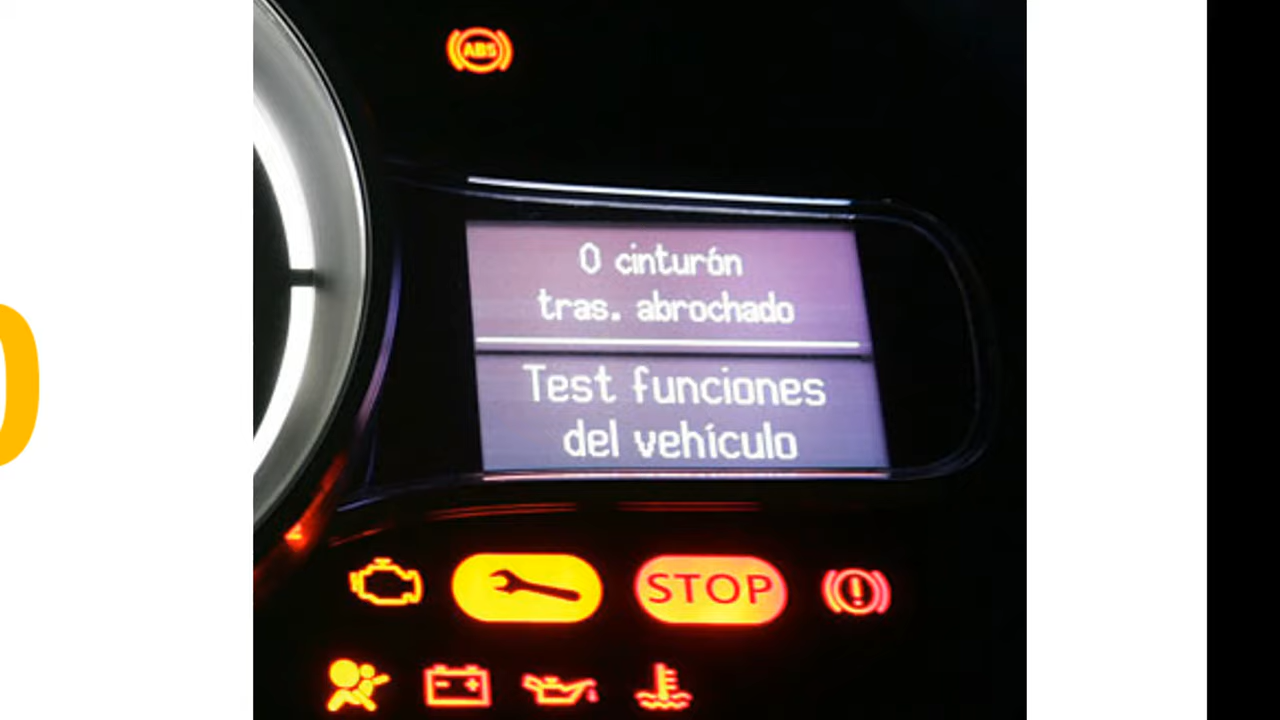 ABS
0 cinturón
tras. abrochado
Test funciones
del vehículo
STOP